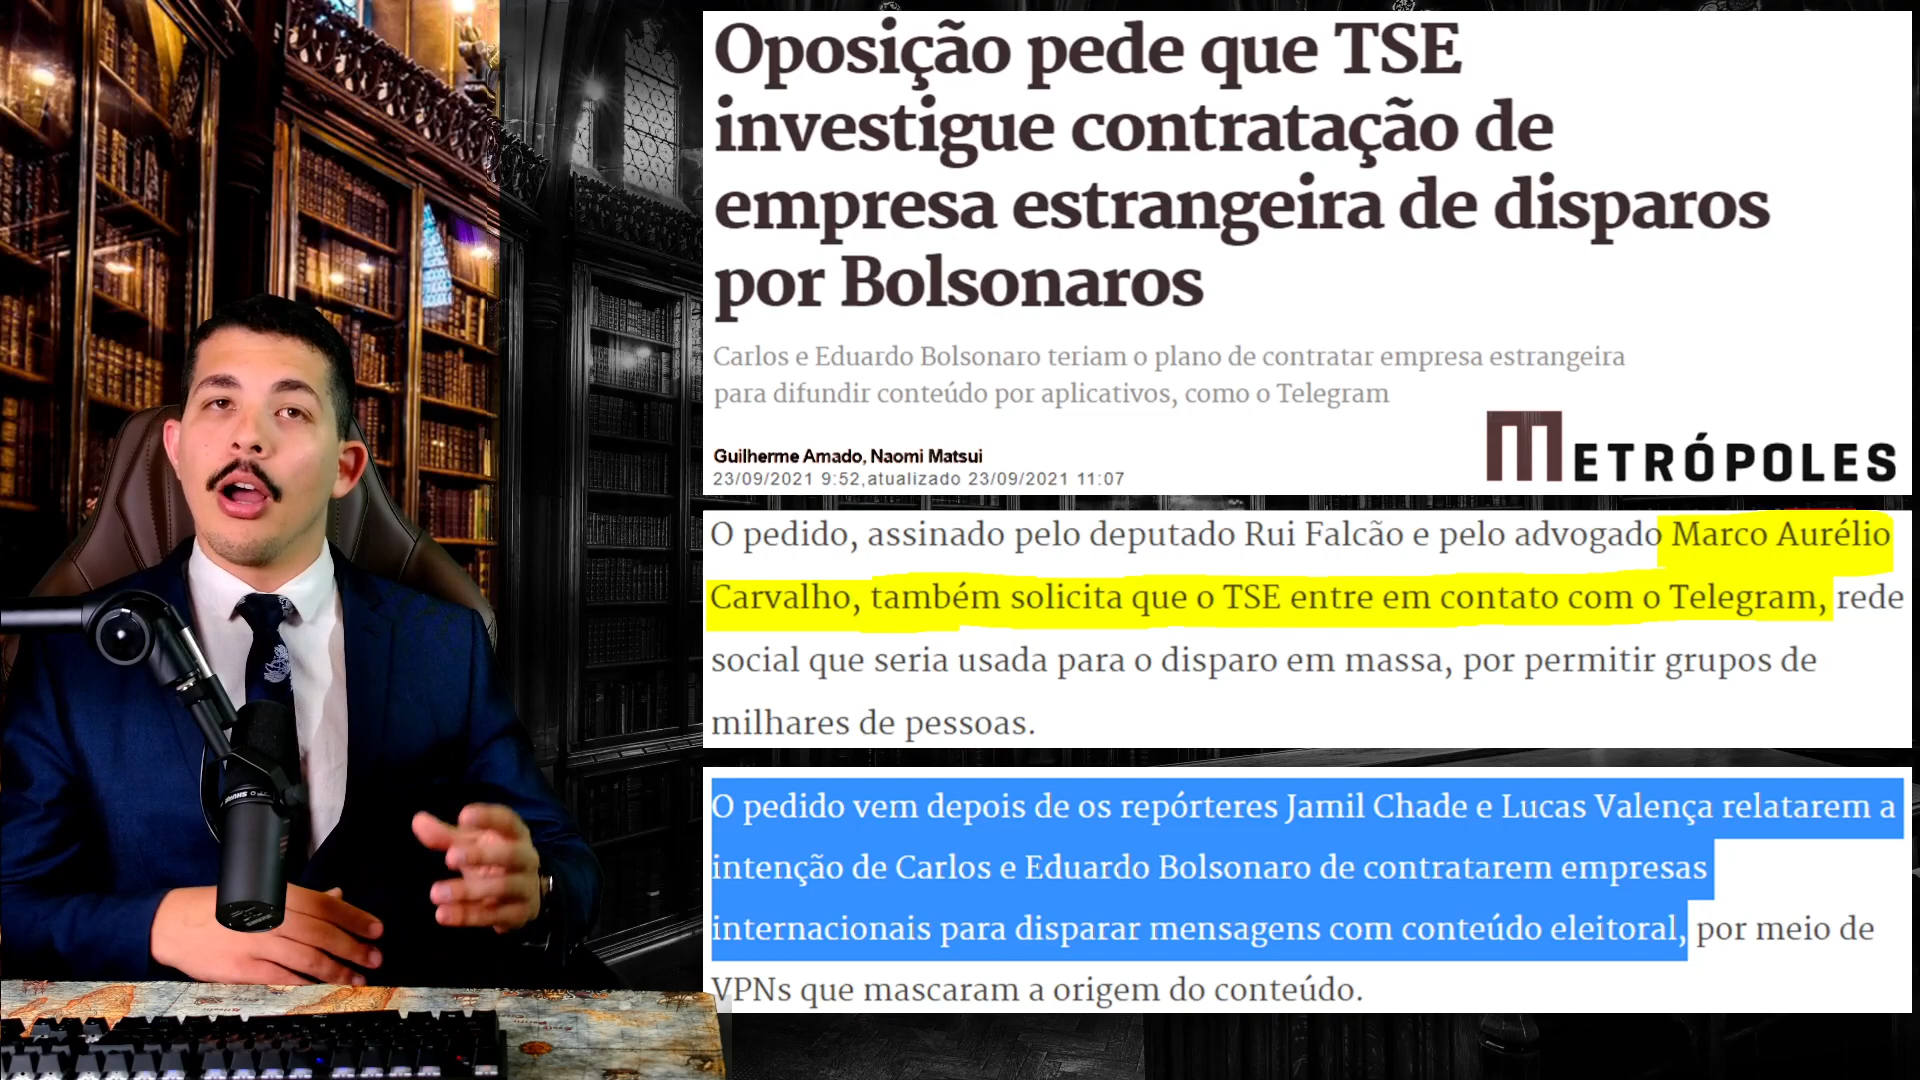 Oposição pede que TSE
investigue contratação de
empresa estrangeira de disparos
por Bolsonaros
Carlos e Eduardo Bolsonaro teriam o plano de contratar empresa estrangeira
para difundir conteúdo por aplicativos, como o Telegram
Guilherme Amado, Naomi Matsui
23/09/2021 9:52,atualizado 23/09/2021 11:07
METRÓPOLES
O pedido, assinado pelo deputado Rui Falcão e pelo advogado Marco Aurélio
Carvalho, também solicita que o TSE entre em contato com o Telegram, rede
social que seria usada para o disparo em massa, por permitir grupos de
milhares de pessoas.
O pedido vem depois de os repórteres Jamil Chade e Lucas Valença relatarem a
intenção de Carlos e Eduardo Bolsonaro de contratarem empresas
internacionais para disparar mensagens com conteúdo eleitoral, por meio de
VPNs que mascaram a origem do conteúdo.
SHURE